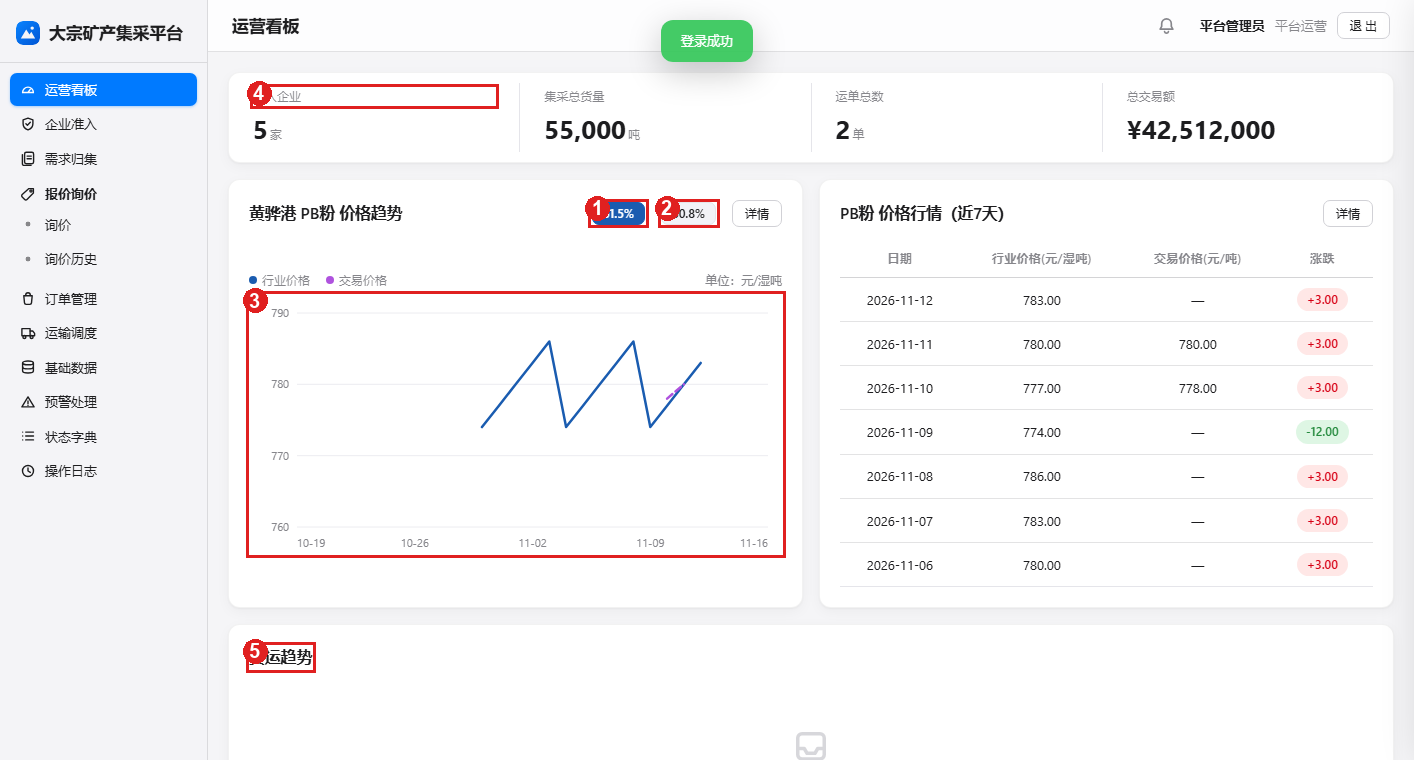 大宗矿产集采平台
运营看板
企业准入
需求归集
报价询价
询价
询价历史
订单管理
运输调度
基础数据
预警处理
状态字典
操作日志
运营看板
登录成功
平台管理员 平台运营 退出
4
企业
5 家
集采总货量
55,000 吨
运单总数
2 单
总交易额
¥42,512,000
黄骅港 PB粉 价格趋势
1
1.5%
2
0.8%
详情
行业价格 交易价格
单位：元/湿吨
3
790
780
770
760
10-19 10-26 11-02 11-09 11-16
PB粉 价格行情（近7天）
详情
日期 行业价格(元/湿吨) 交易价格(元/吨) 涨跌
2026-11-12 783.00 — +3.00
2026-11-11 780.00 780.00 +3.00
2026-11-10 777.00 778.00 +3.00
2026-11-09 774.00 — -12.00
2026-11-08 786.00 — +3.00
2026-11-07 783.00 — +3.00
2026-11-06 780.00 — +3.00
5
运趋势